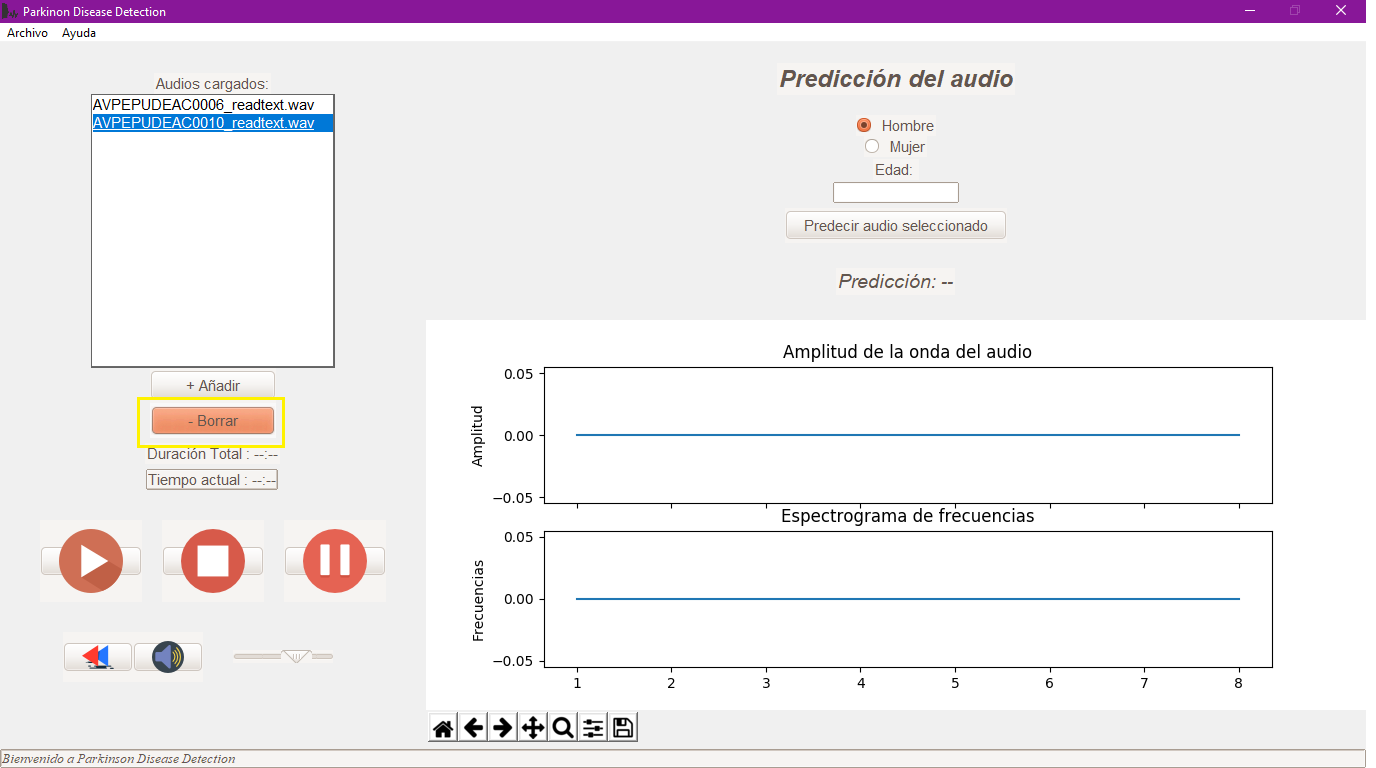 Parkinon Disease Detection
Archivo Ayuda
Audios cargados:
AVPEPUDEAC0006_readtext.wav
AVPEPUDEAC0010_readtext.wav
+ Añadir
- Borrar
Duración Total : --:--
Tiempo actual : --:--
Predicción del audio
Hombre
Mujer
Edad:
Predecir audio seleccionado
Predicción: --
Amplitud de la onda del audio
0.05
0.00
−0.05
Amplitud
Espectrograma de frecuencias
0.05
0.00
−0.05
Frecuencias
1 2 3 4 5 6 7 8
Bienvenido a Parkinson Disease Detection